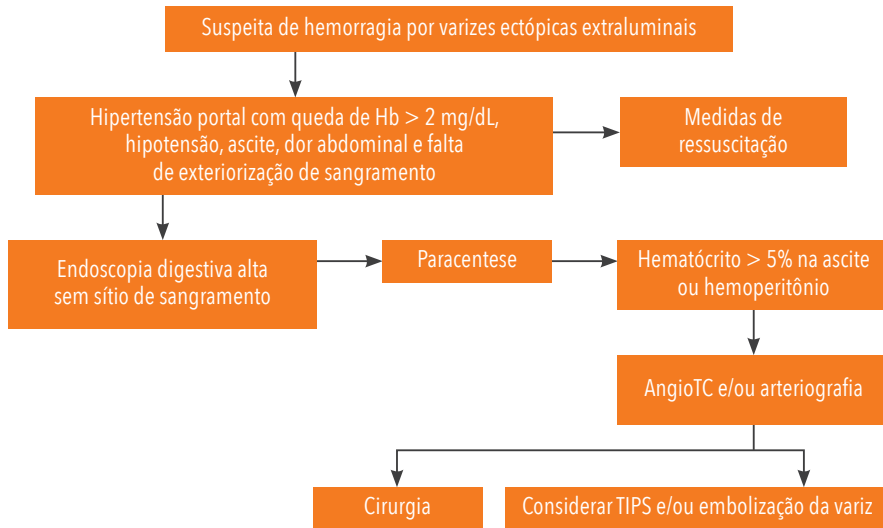 Suspeita de hemorragia por varizes ectópicas extraluminais
Hipertensão portal com queda de Hb > 2 mg/dL,
hipotensão, ascite, dor abdominal e falta
de exteriorização de sangramento
Medidas de
ressuscitação
Endoscopia digestiva alta
sem sítio de sangramento
Paracentese
Hematócrito > 5% na ascite
ou hemoperitônio
AngioTC e/ou arteriografia
Cirurgia
Considerar TIPS e/ou embolização da variz